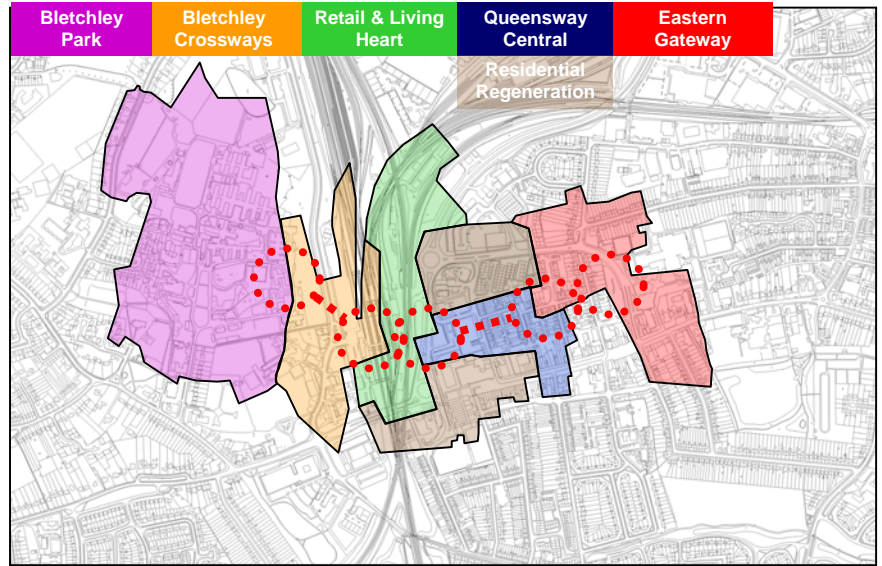 Bletchley
Park
Bletchley
Crossways
Retail & Living
Heart
Queensway
Central
Eastern
Gateway
Residential
Regeneration